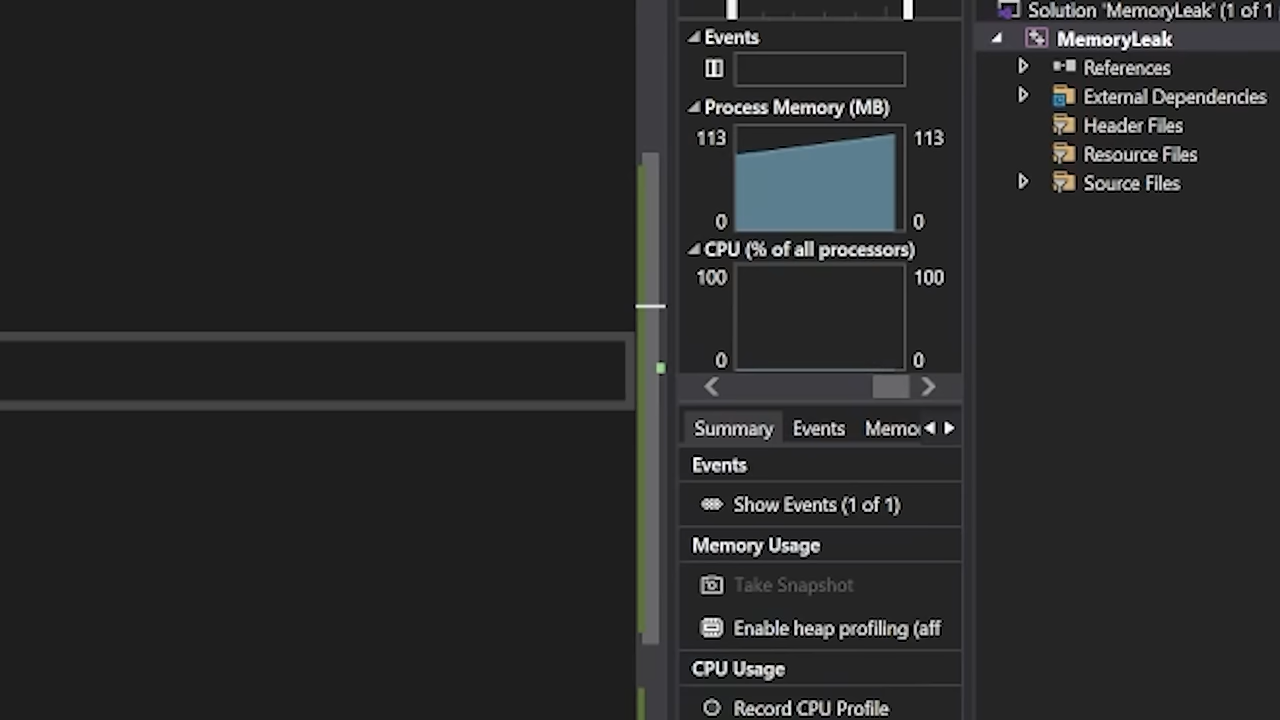 Events
Process Memory (MB)
113 113
0 0
CPU (% of all processors)
100 100
0 0
Summary Events Memo
Events
Show Events (1 of 1)
Memory Usage
Take Snapshot
Enable heap profiling (aff
CPU Usage
Record CPU Profile
Solution 'MemoryLeak' (1 of 1
MemoryLeak
References
External Dependencies
Header Files
Resource Files
Source Files